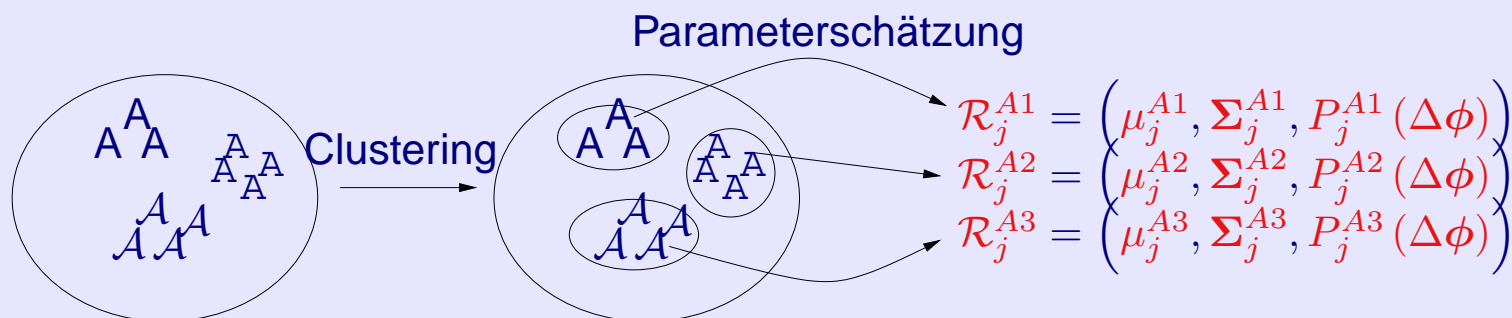 Parameterschätzung
A
A A
A
A A
A
𝒜
𝒜 𝒜 𝒜
Clustering
A
A A
A
A A
A
𝒜 𝒜
𝒜 𝒜
ℛ_j^{A1} = (μ_j^{A1}, Σ_j^{A1}, P_j^{A1} (Δϕ))
ℛ_j^{A2} = (μ_j^{A2}, Σ_j^{A2}, P_j^{A2} (Δϕ))
ℛ_j^{A3} = (μ_j^{A3}, Σ_j^{A3}, P_j^{A3} (Δϕ))